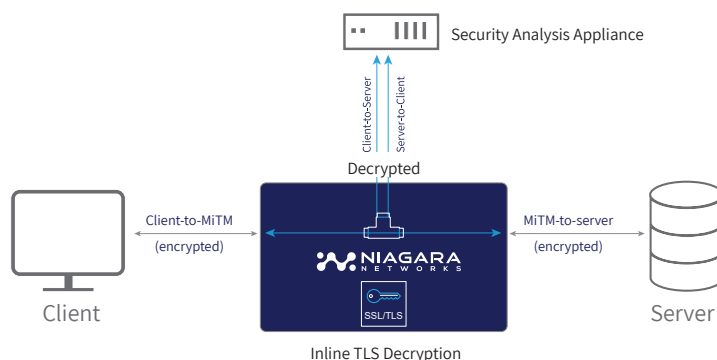 Security Analysis Appliance
Client-to-Server
Server-to-Client
Decrypted
Client-to-MiTM
(encrypted)
MiTM-to-server
(encrypted)
NIAGARA
NETWORKS
SSL/TLS
Client
Server
Inline TLS Decryption